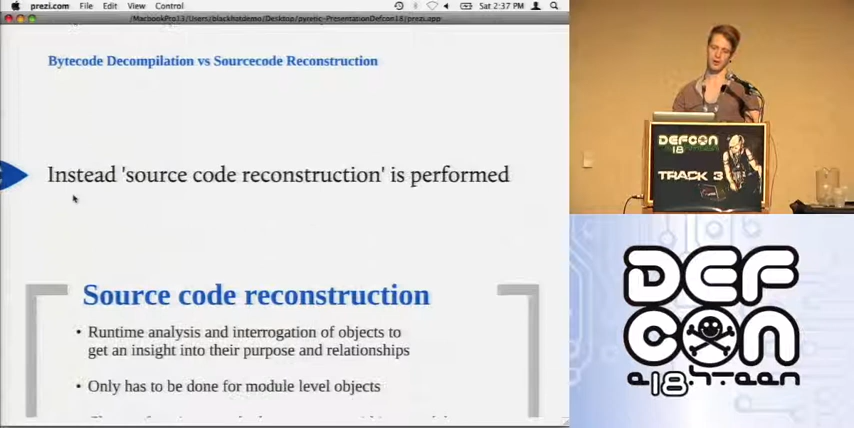 prezi.com File Edit View Control
Sat 2:37 PM
/MacbookPro13/Users/blackhatdemo/Desktop/pyretic-PresentationDefcon18/prezi.app
Bytecode Decompilation vs Sourcecode Reconstruction
Instead 'source code reconstruction' is performed
Source code reconstruction
• Runtime analysis and interrogation of objects to
get an insight into their purpose and relationships
• Only has to be done for module level objects
DEFCON
18
TRACK 3
DEF
CON
e18hteen